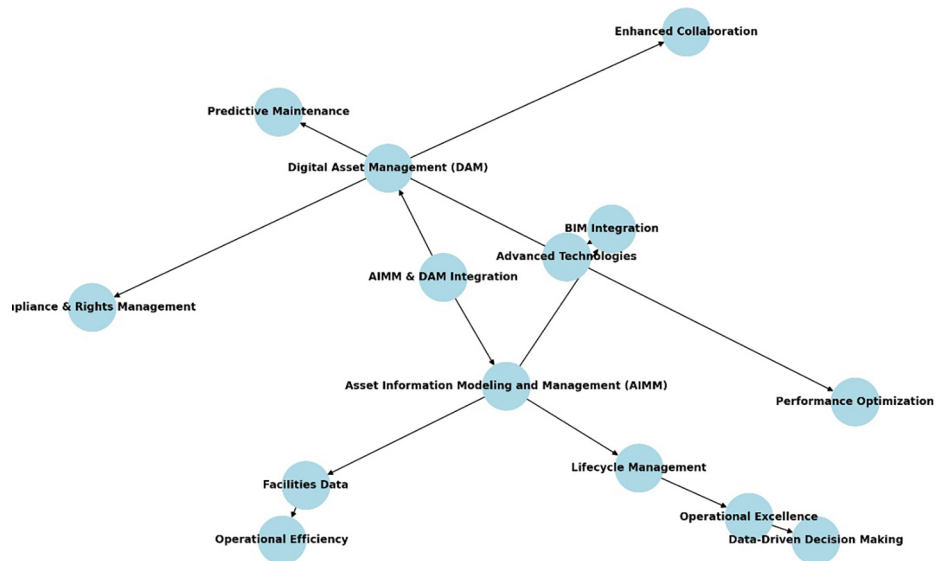 Enhanced Collaboration
Predictive Maintenance
Digital Asset Management (DAM)
BIM Integration
Advanced Technologies
AIMM & DAM Integration
& Rights Management
Asset Information Modeling and Management (AIMM)
Performance Optimization
Lifecycle Management
Facilities Data
Operational Excellence
Operational Efficiency
Data-Driven Decision Making